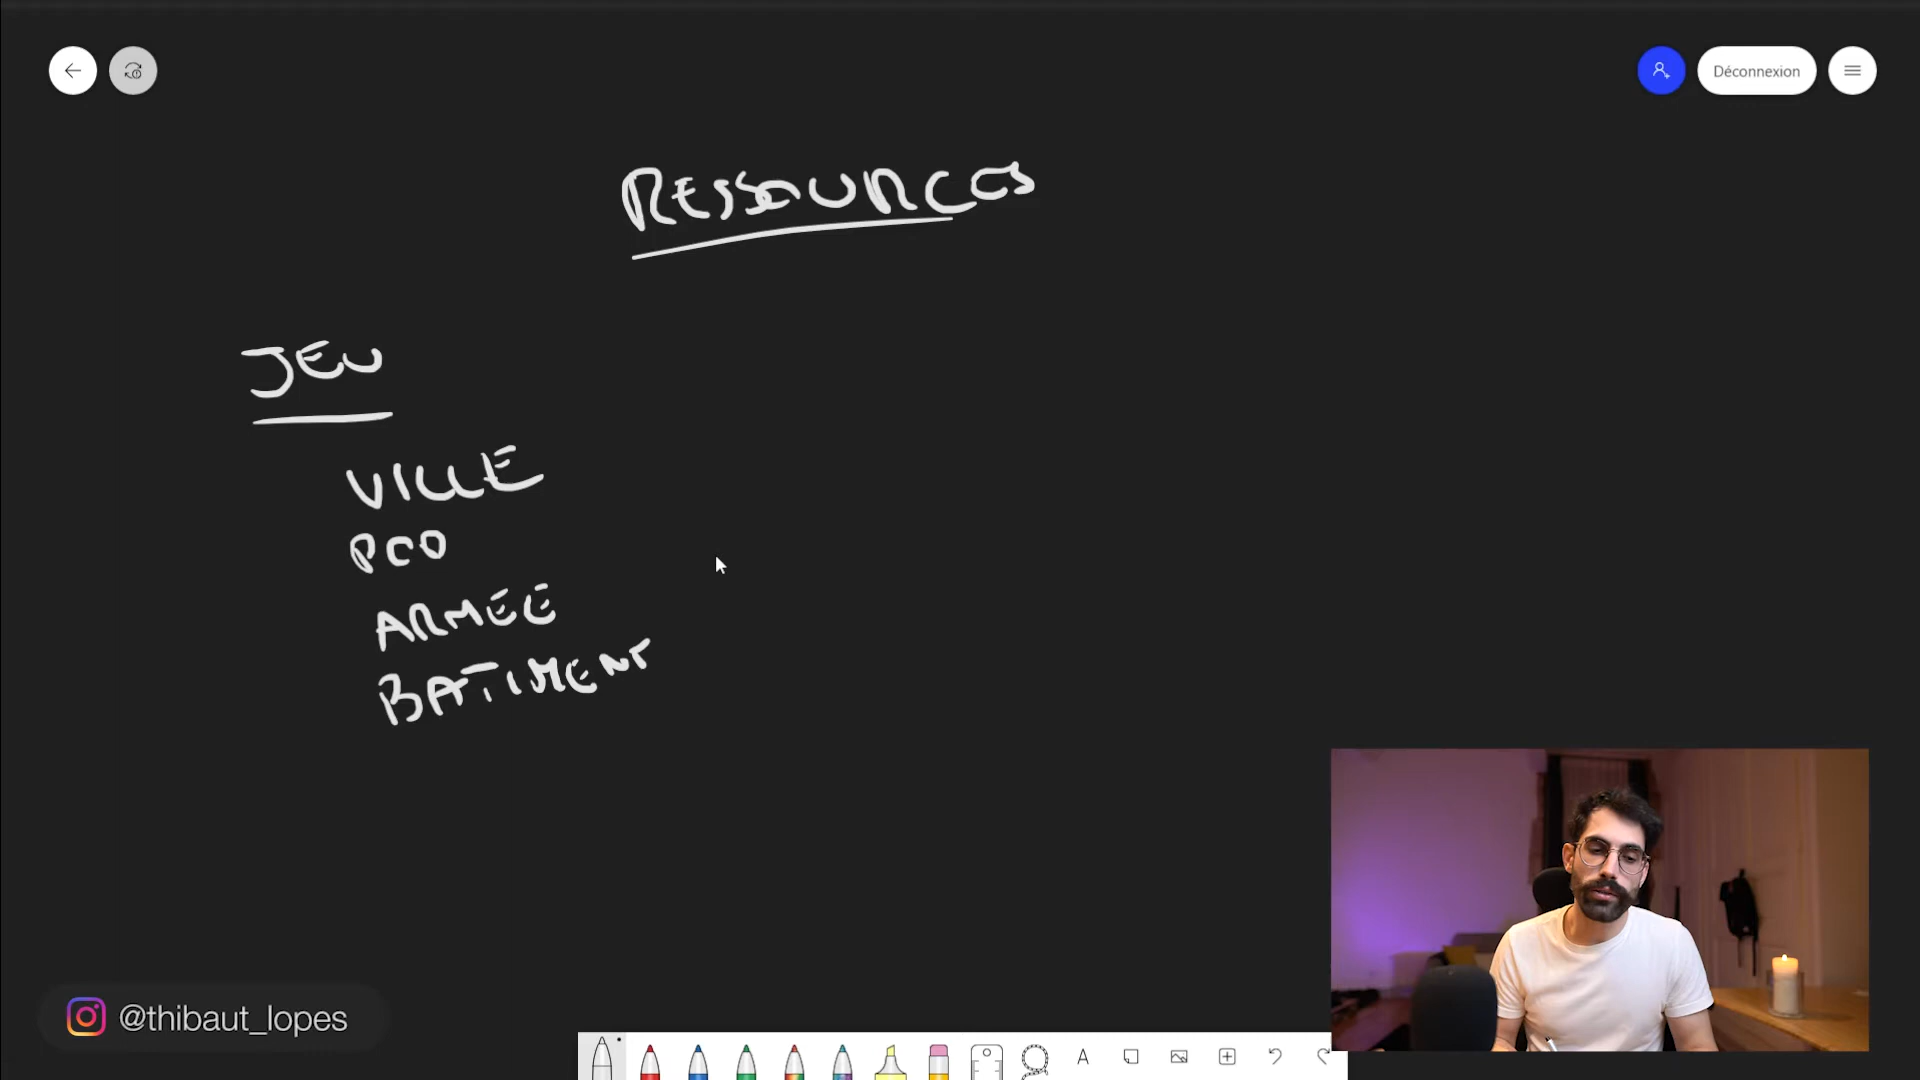 Déconnexion
RESSOURCES
JEU
VILLE
PCO
ARMÉE
BATIMENT
@thibaut_lopes
A